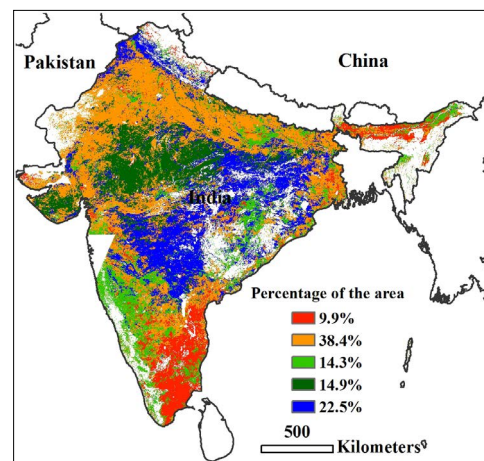 Pakistan
China
India
Percentage of the area
9.9%
38.4%
14.3%
14.9%
22.5%
500
Kilometers